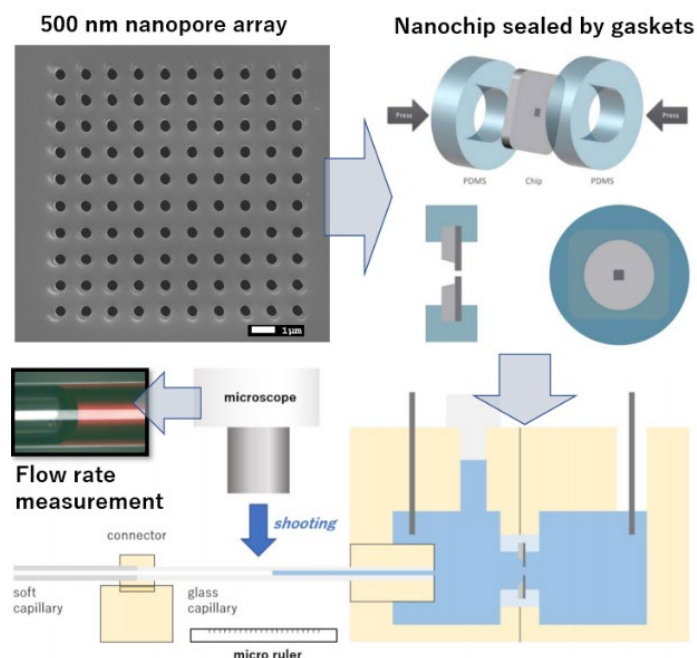 500 nm nanopore array
1μm
Nanochip sealed by gaskets
Press
Press
PDMS
Chip
PDMS
microscope
Flow rate
measurement
shooting
connector
soft
capillary
glass
capillary
micro ruler